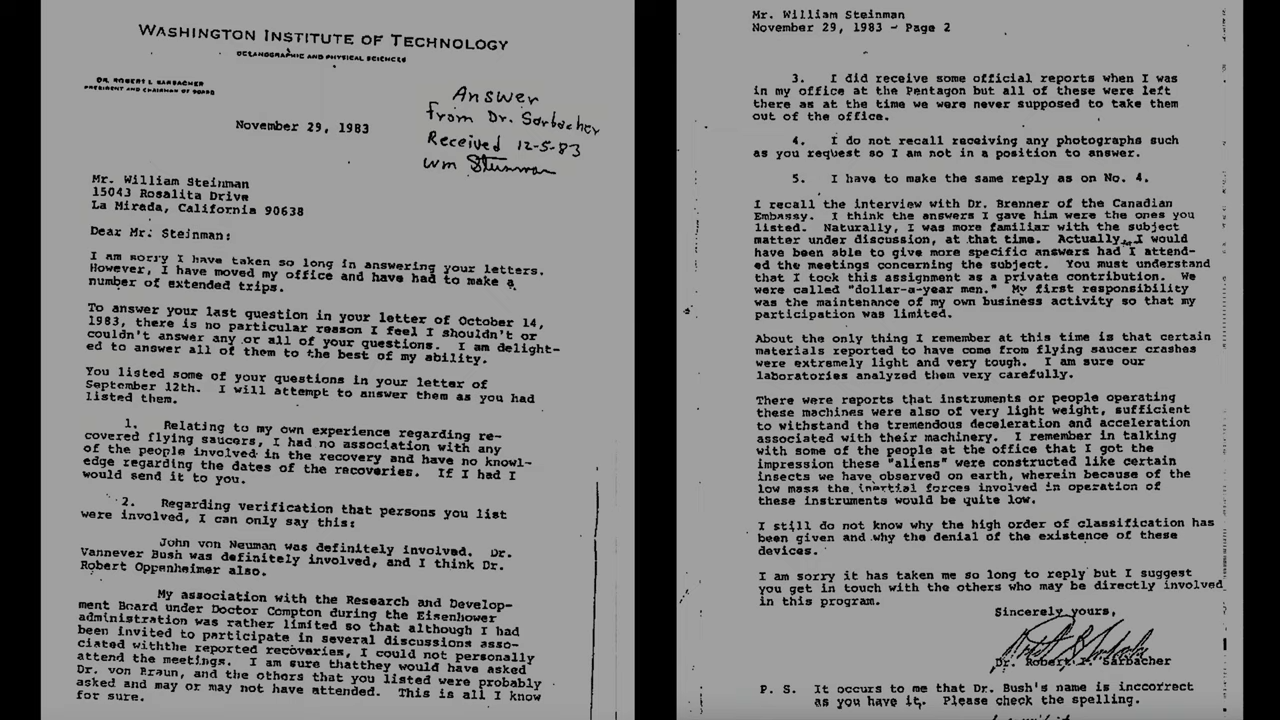 WASHINGTON INSTITUTE OF TECHNOLOGY
OCEANOGRAPHIC AND PHYSICAL SCIENCES
DR. ROBERT I. SARBACHER
PRESIDENT AND CHAIRMAN OF BOARD
Answer
from Dr. Sarbacher
Received 12-5-83
Wm Steinman
November 29, 1983
Mr. William Steinman
15043 Rosalita Drive
La Mirada, California 90638
Dear Mr. Steinman:
I am sorry I have taken so long in answering your letters.
However, I have moved my office and have had to make a
number of extended trips.
To answer your last question in your letter of October 14,
1983, there is no particular reason I feel I shouldn't or
couldn't answer any or all of your questions. I am delight-
ed to answer all of them to the best of my ability.
You listed some of your questions in your letter of
September 12th. I will attempt to answer them as you had
listed them.
1. Relating to my own experience regarding re-
covered flying saucers, I had no association with any
of the people involved in the recovery and have no knowl-
edge regarding the dates of the recoveries. If I had I
would send it to you.
2. Regarding verification that persons you list
were involved, I can only say this:
John von Neuman was definitely involved. Dr.
Vannever Bush was definitely involved, and I think Dr.
Robert Oppenheimer also.
My association with the Research and Develop-
ment Board under Doctor Compton during the Eisenhower
administration was rather limited so that although I had
been invited to participate in several discussions asso-
ciated withthe reported recoveries, I could not personally
attend the meetings. I am sure thatthey would have asked
Dr. von Braun, and the others that you listed were probably
asked and may or may not have attended. This is all I know
for sure.
Mr. William Steinman
November 29, 1983 - Page 2
3. I did receive some official reports when I was
in my office at the Pentagon but all of these were left
there as at the time we were never supposed to take them
out of the office.
4. I do not recall receiving any photographs such
as you request so I am not in a position to answer.
5. I have to make the same reply as on No. 4.
I recall the interview with Dr. Brenner of the Canadian
Embassy. I think the answers I gave him were the ones you
listed. Naturally, I was more familiar with the subject
matter under discussion, at that time. Actually, I would
have been able to give more specific answers had I attend-
ed the meetings concerning the subject. You must understand
that I took this assignment as a private contribution. We
were called "dollar-a-year men." My first responsibility
was the maintenance of my own business activity so that my
participation was limited.
About the only thing I remember at this time is that certain
materials reported to have come from flying saucer crashes
were extremely light and very tough. I am sure our
laboratories analyzed them very carefully.
There were reports that instruments or people operating
these machines were also of very light weight, sufficient
to withstand the tremendous deceleration and acceleration
associated with their machinery. I remember in talking
with some of the people at the office that I got the
impression these "aliens" were constructed like certain
insects we have observed on earth, wherein because of the
low mass the inertial forces involved in operation of
these instruments would be quite low.
I still do not know why the high order of classification has
been given and why the denial of the existence of these
devices.
I am sorry it has taken me so long to reply but I suggest
you get in touch with the others who may be directly involved
in this program.
Sincerely yours,
Dr. Robert I. Sarbacher
P. S. It occurs to me that Dr. Bush's name is incorrect
as you have it. Please check the spelling.